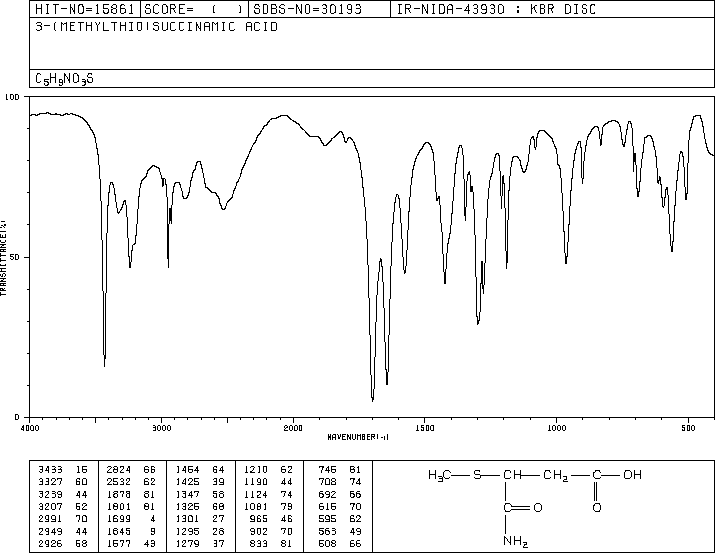 HIT-NO=15861 SCORE= ( ) SDBS-NO=30193 IR-NIDA-43930 : KBR DISC
3-(METHYLTHIO)SUCCINAMIC ACID
C5H9NO3S
100
50
0
TRANSMITTANCE(%)
4000 3000 2000 1500 1000 500
WAVENUMBER(-1)
3433 15 2824 66 1454 64 1210 62 745 81
3327 60 2532 62 1425 39 1190 44 708 74
3239 44 1878 81 1347 58 1124 74 692 66
3207 52 1801 81 1325 68 1081 79 615 70
2991 70 1699 4 1301 27 965 46 595 62
2949 44 1645 9 1295 28 902 70 563 49
2926 58 1577 43 1279 37 833 81 508 66
H3C S CH CH2 C OH
C O O
NH2